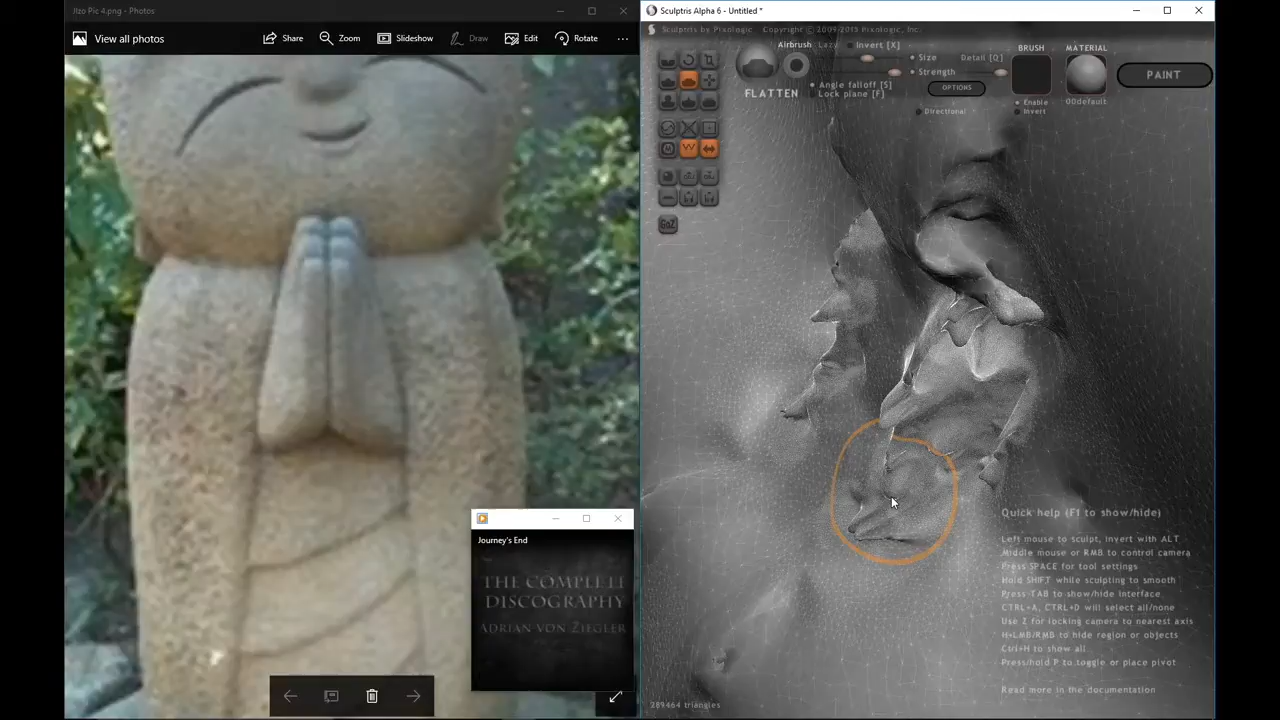 JIzo Pic 4.png - Photos
View all photos
Share
Zoom
Slideshow
Draw
Edit
Rotate
Journey's End
THE COMPLETE
DISCOGRAPHY
ADRIAN VON ZIEGLER
Sculptris Alpha 6 - Untitled *
Sculptris by Pixologic Copyright © 2009-2015 Pixologic, Inc.
Airbrush Lazy Invert [X]
Size Detail [Q]
Strength
FLATTEN
Angle falloff [S]
Lock plane [F]
OPTIONS
Directional
BRUSH
Enable
Invert
MATERIAL
00default
PAINT
GoZ
Quick help (F1 to show/hide)
Left mouse to sculpt, invert with ALT
Middle mouse or RMB to control camera
Press SPACE for tool settings
Hold SHIFT while sculpting to smooth
Press TAB to show/hide Interface
CTRL+A, CTRL+D will select all/none
Use Z for locking camera to nearest axis
H+LMB/RMB to hide region or objects
Ctrl+H to show all
Press/hold P to toggle or place pivot
Read more in the documentation
289464 triangles